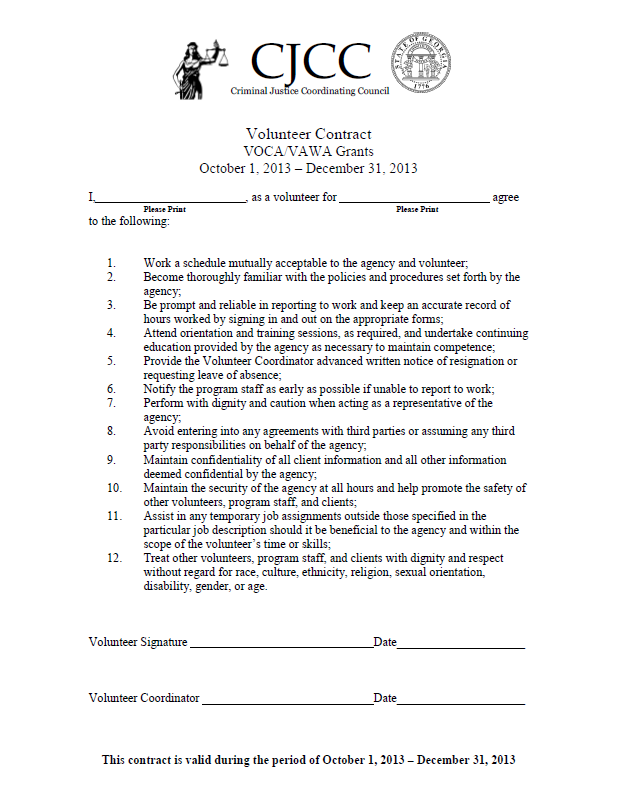 CJCC
Criminal Justice Coordinating Council
STATE OF GEORGIA
1776
Volunteer Contract
VOCA/VAWA Grants
October 1, 2013 – December 31, 2013
I,_________________________, as a volunteer for _________________________ agree
Please Print Please Print
to the following:
1. Work a schedule mutually acceptable to the agency and volunteer;
2. Become thoroughly familiar with the policies and procedures set forth by the
agency;
3. Be prompt and reliable in reporting to work and keep an accurate record of
hours worked by signing in and out on the appropriate forms;
4. Attend orientation and training sessions, as required, and undertake continuing
education provided by the agency as necessary to maintain competence;
5. Provide the Volunteer Coordinator advanced written notice of resignation or
requesting leave of absence;
6. Notify the program staff as early as possible if unable to report to work;
7. Perform with dignity and caution when acting as a representative of the
agency;
8. Avoid entering into any agreements with third parties or assuming any third
party responsibilities on behalf of the agency;
9. Maintain confidentiality of all client information and all other information
deemed confidential by the agency;
10. Maintain the security of the agency at all hours and help promote the safety of
other volunteers, program staff, and clients;
11. Assist in any temporary job assignments outside those specified in the
particular job description should it be beneficial to the agency and within the
scope of the volunteer’s time or skills;
12. Treat other volunteers, program staff, and clients with dignity and respect
without regard for race, culture, ethnicity, religion, sexual orientation,
disability, gender, or age.
Volunteer Signature ______________________________Date_____________________
Volunteer Coordinator ____________________________Date_____________________
This contract is valid during the period of October 1, 2013 – December 31, 2013